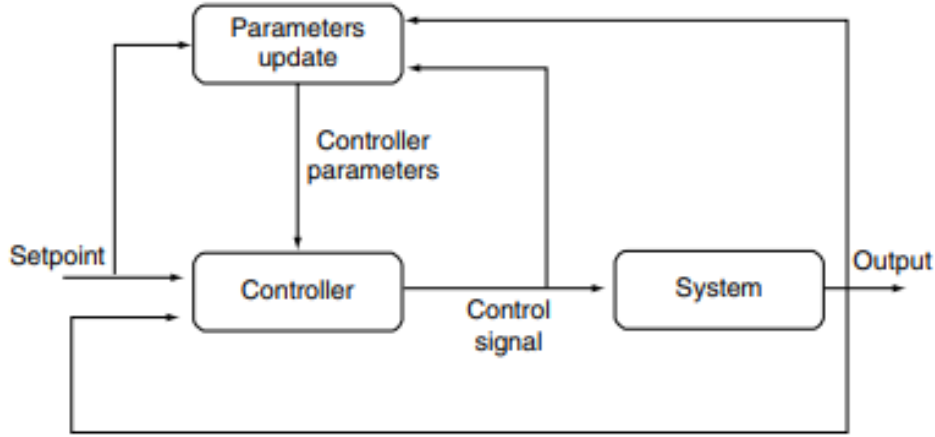 Parameters
update
Controller
parameters
Setpoint
Controller
Control
signal
System
Output